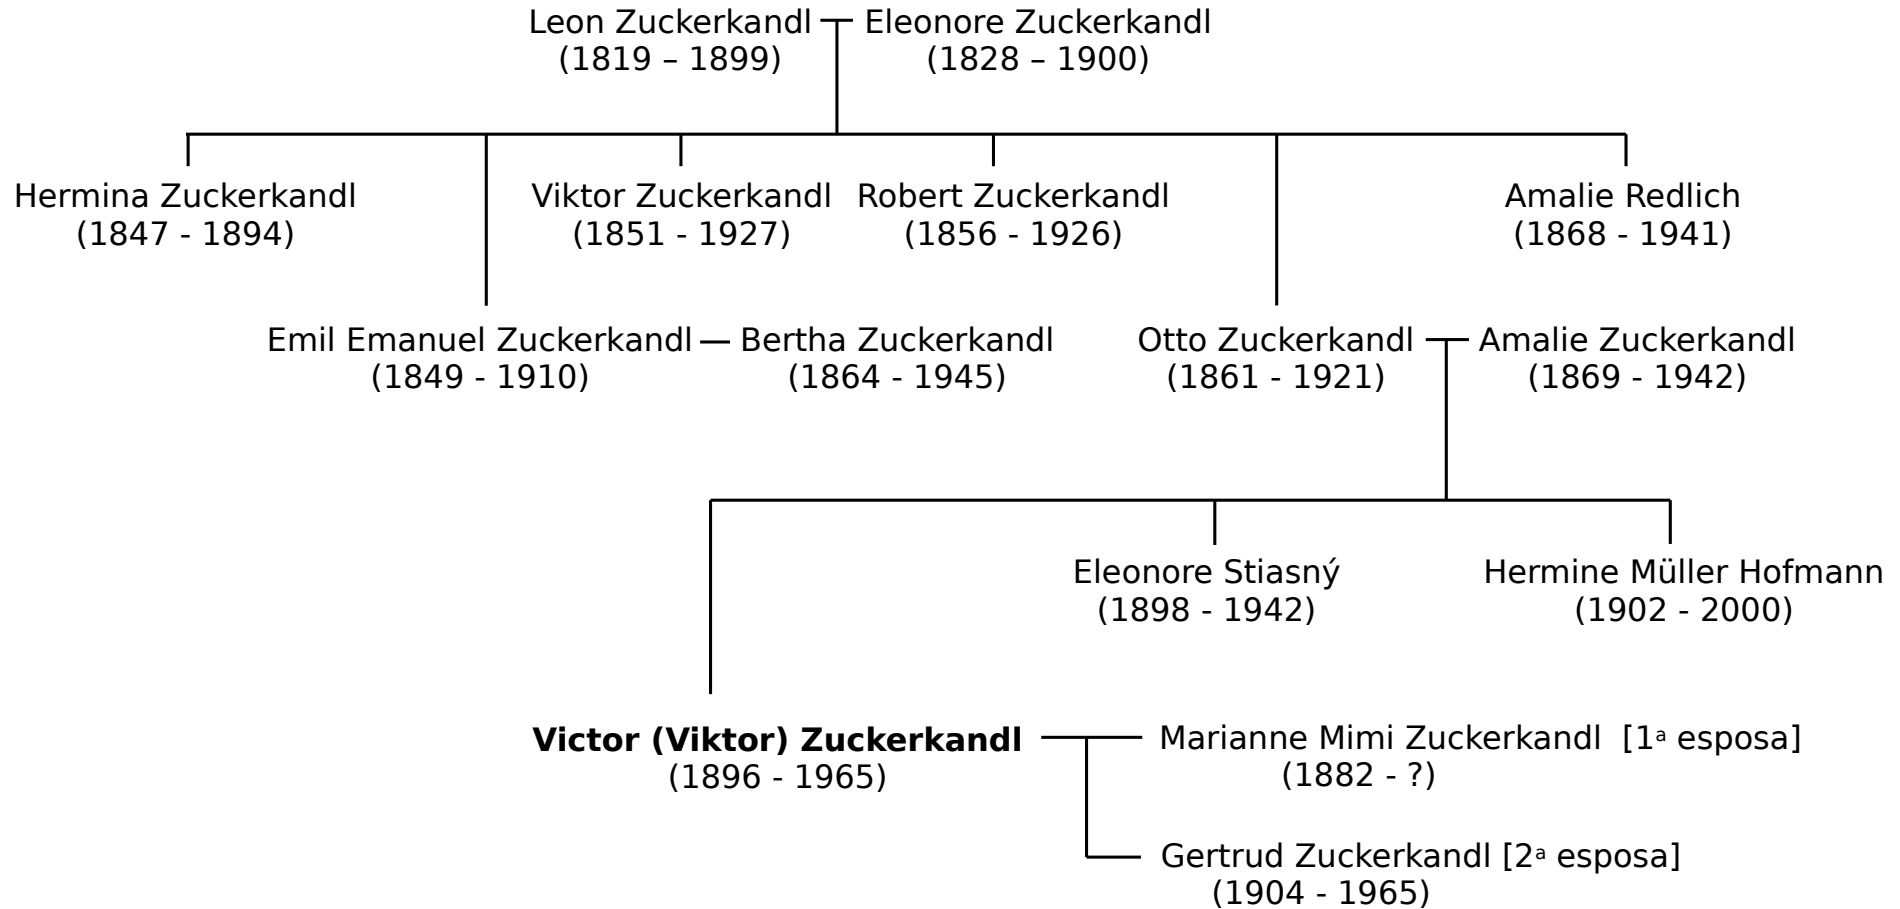 Leon Zuckerkandl Eleonore Zuckerkandl
(1819 – 1899) (1828 – 1900)
Hermina Zuckerkandl Viktor Zuckerkandl Robert Zuckerkandl Amalie Redlich
(1847 - 1894) (1851 - 1927) (1856 - 1926) (1868 - 1941)
Emil Emanuel Zuckerkandl Bertha Zuckerkandl Otto Zuckerkandl Amalie Zuckerkandl
(1849 - 1910) (1864 - 1945) (1861 - 1921) (1869 - 1942)
Eleonore Stiasný Hermine Müller Hofmann
(1898 - 1942) (1902 - 2000)
Victor (Viktor) Zuckerkandl Marianne Mimi Zuckerkandl [1ª esposa]
(1896 - 1965) (1882 - ?)
Gertrud Zuckerkandl [2ª esposa]
(1904 - 1965)